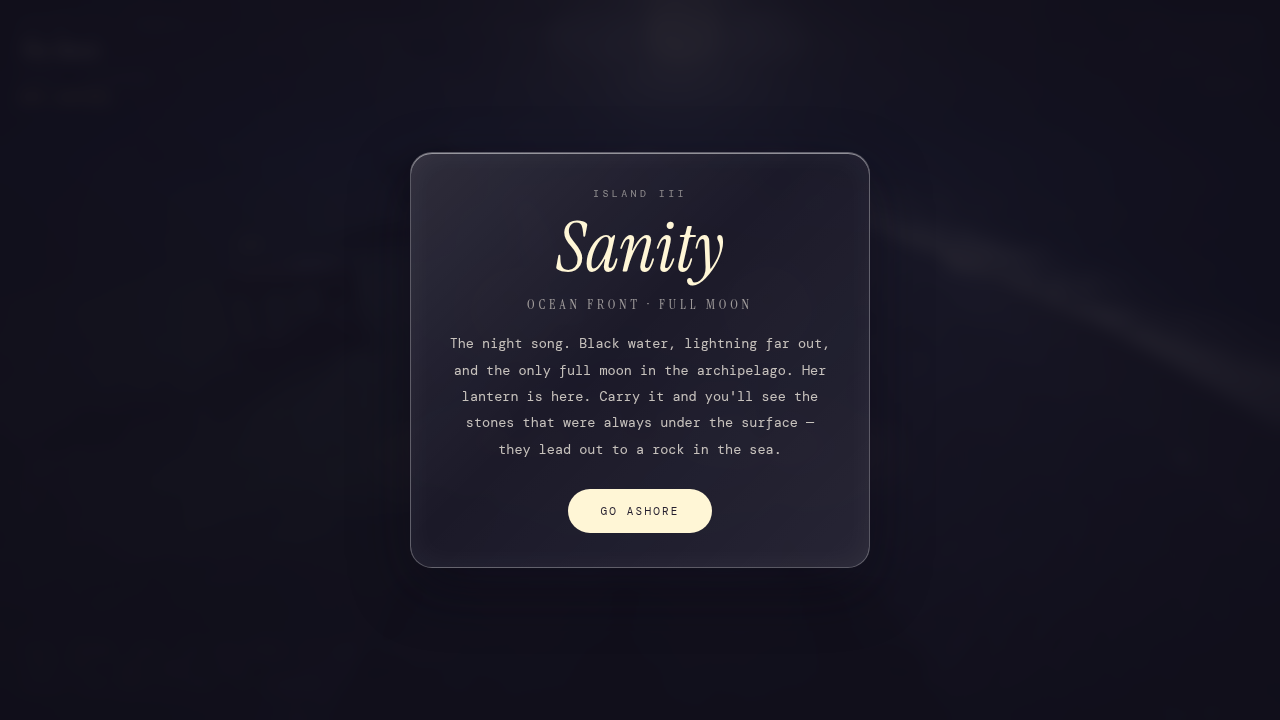 ISLAND III
Sanity
OCEAN FRONT · FULL MOON
The night song. Black water, lightning far out,
and the only full moon in the archipelago. Her
lantern is here. Carry it and you'll see the
stones that were always under the surface —
they lead out to a rock in the sea.
GO ASHORE